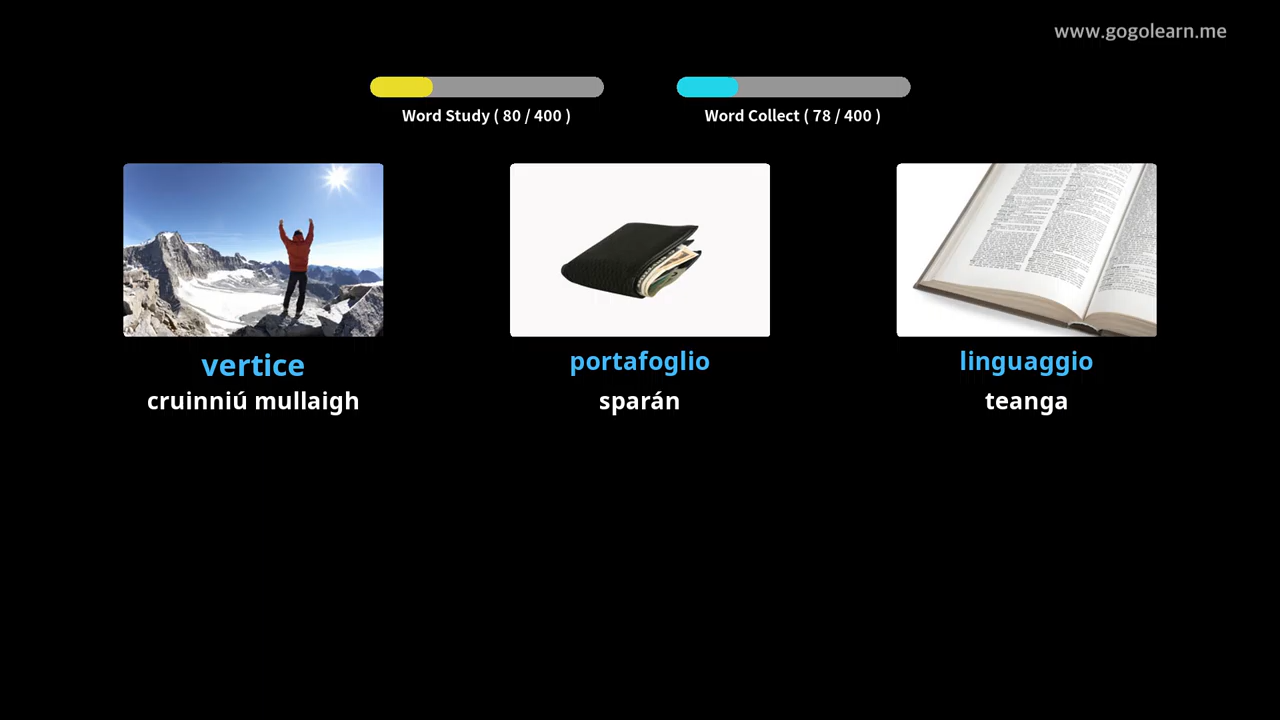 www.gogolearn.me
Word Study ( 80 / 400 )
Word Collect ( 78 / 400 )
vertice
cruinniú mullaigh
portafoglio
sparán
linguaggio
teanga